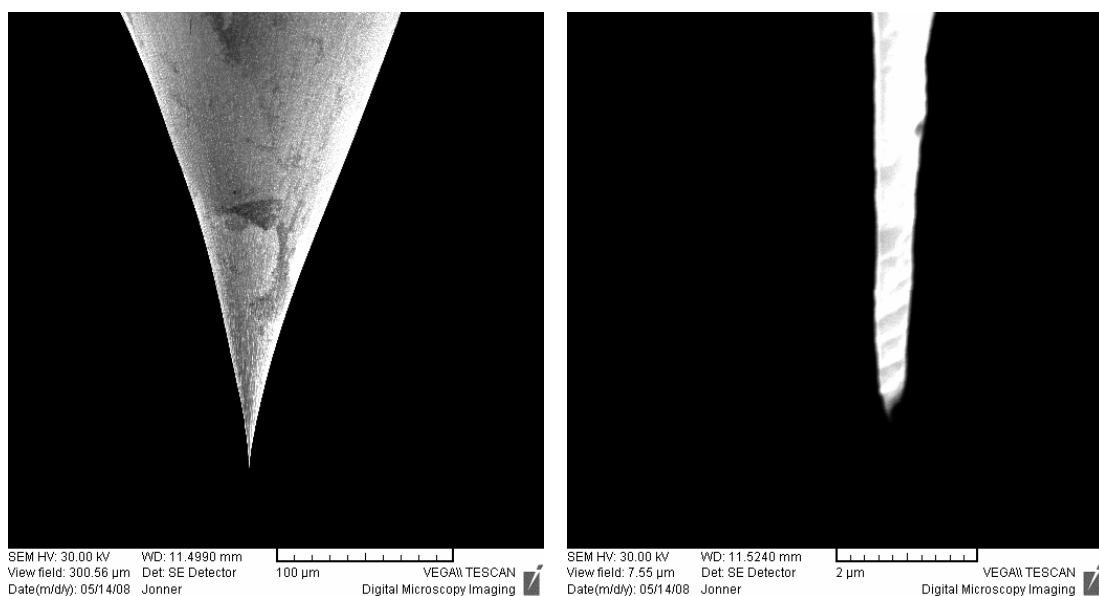 SEM HV: 30.00 kV WD: 11.4990 mm
View field: 300.56 µm Det: SE Detector 100 µm VEGA\\ TESCAN
Date(m/d/y): 05/14/08 Jonner Digital Microscopy Imaging
SEM HV: 30.00 kV WD: 11.5240 mm
View field: 7.55 µm Det: SE Detector 2 µm VEGA\\ TESCAN
Date(m/d/y): 05/14/08 Jonner Digital Microscopy Imaging